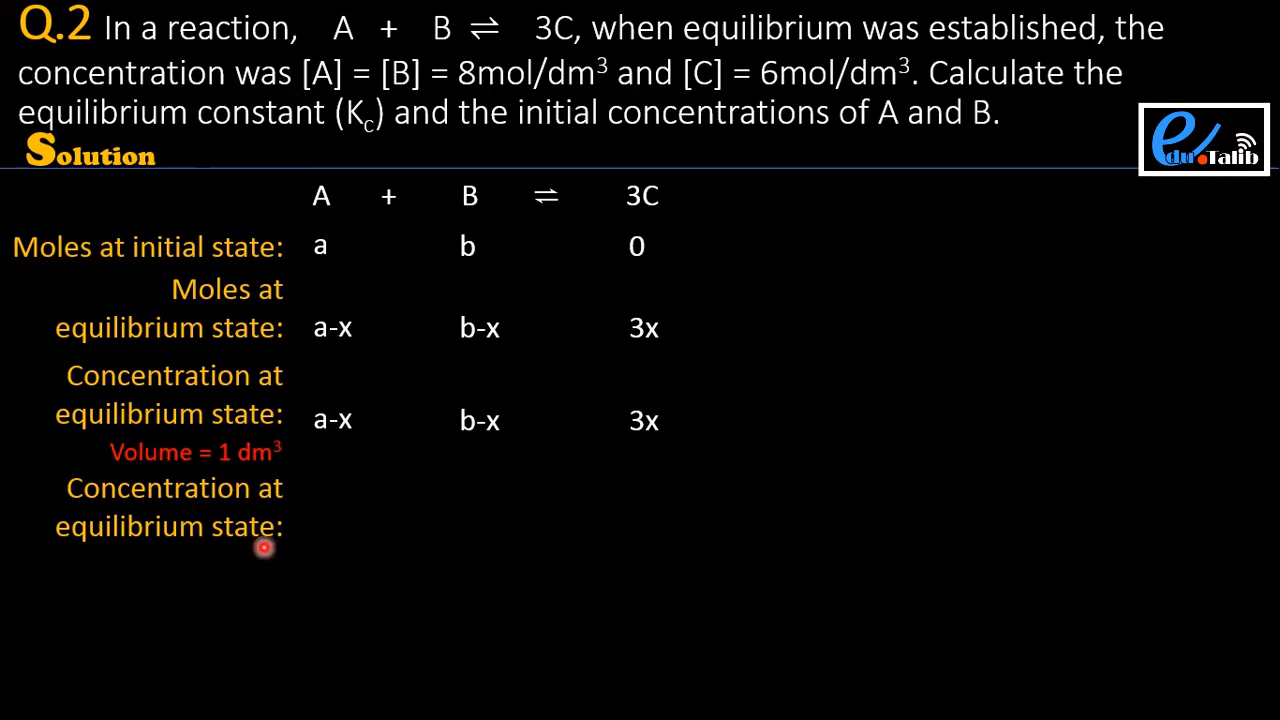 Q.2 In a reaction, A + B ⇌ 3C, when equilibrium was established, the
concentration was [A] = [B] = 8mol/dm³ and [C] = 6mol/dm³. Calculate the
equilibrium constant (Kc) and the initial concentrations of A and B.
edu.Talib
Solution
A + B ⇌ 3C
Moles at initial state: a b 0
Moles at
equilibrium state: a-x b-x 3x
Concentration at
equilibrium state: a-x b-x 3x
Volume = 1 dm³
Concentration at
equilibrium state: